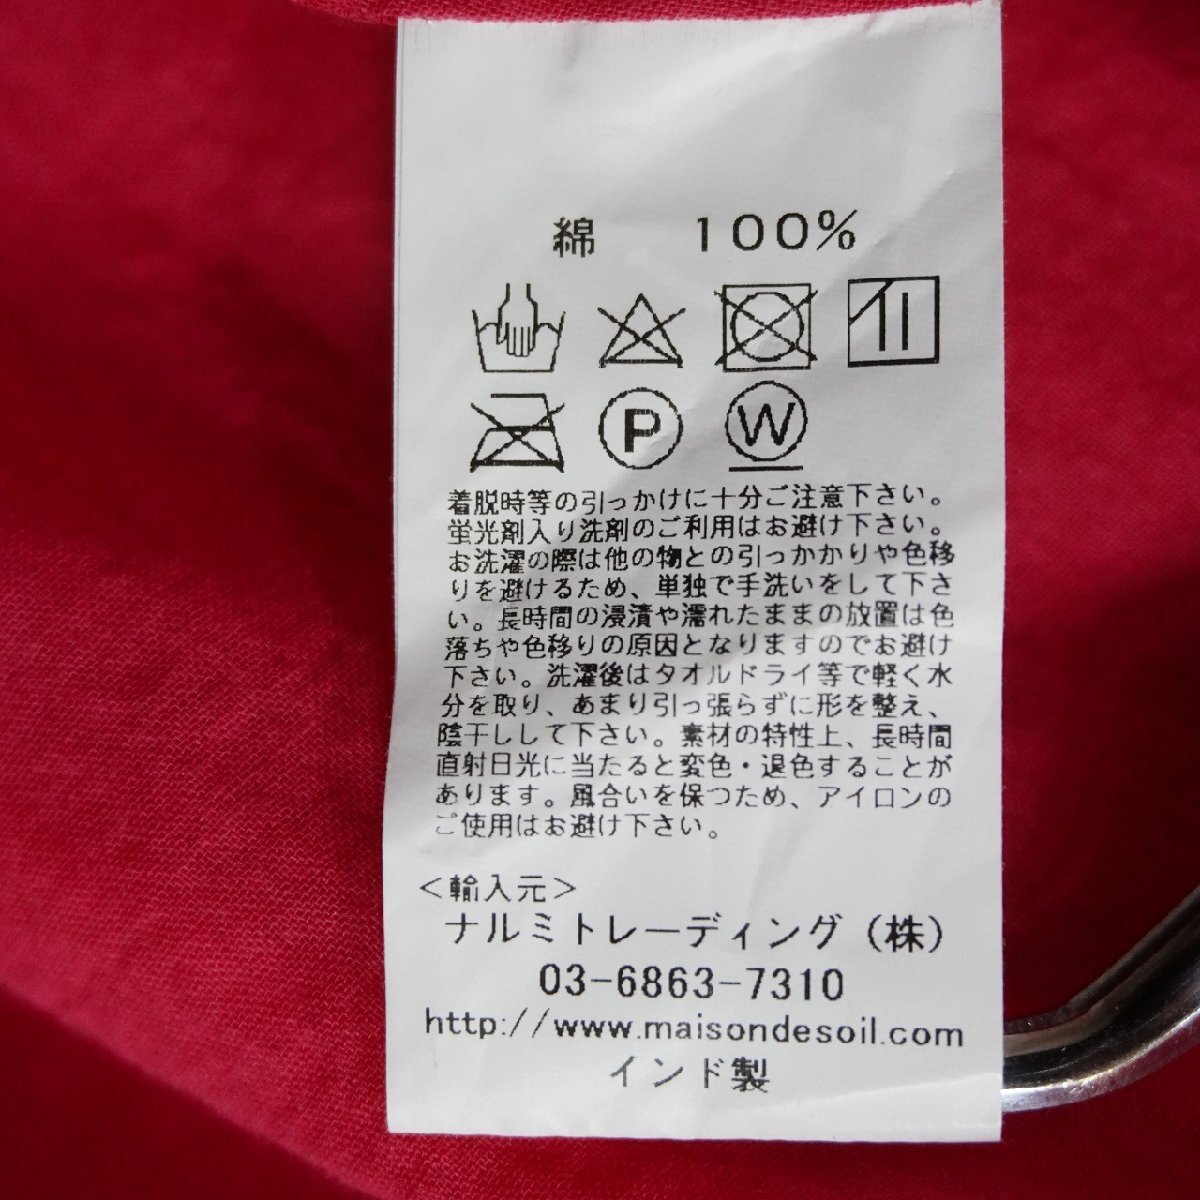 綿　100%
P W
着脱時等の引っかけに十分ご注意下さい。
蛍光剤入り洗剤のご利用はお避け下さい。
お洗濯の際は他の物との引っかかりや色移
りを避けるため、単独で手洗いをして下さ
い。長時間の浸漬や濡れたままの放置は色
落ちや色移りの原因となりますのでお避け
下さい。洗濯後はタオルドライ等で軽く水
分を取り、あまり引っ張らずに形を整え、
陰干しして下さい。素材の特性上、長時間
直射日光に当たると変色・退色することが
あります。風合いを保つため、アイロンの
ご使用はお避け下さい。
＜輸入元＞
ナルミトレーディング（株）
03-6863-7310
http://www.maisondesoil.com
インド製